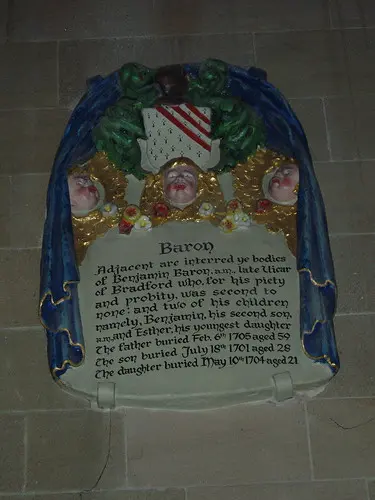 Baron
Adjacent are interred ye bodies
of Benjamin Baron, a.m., late Vicar
of Bradford who, for his piety
and probity, was second to
none; and two of his children
namely, Benjamin, his second son,
a.m, and Esther, his youngest daughter
The father buried Feb. 6th 1705 aged 59
The son buried July 18th 1701 aged 28
The daughter buried May 10th 1704 aged 21